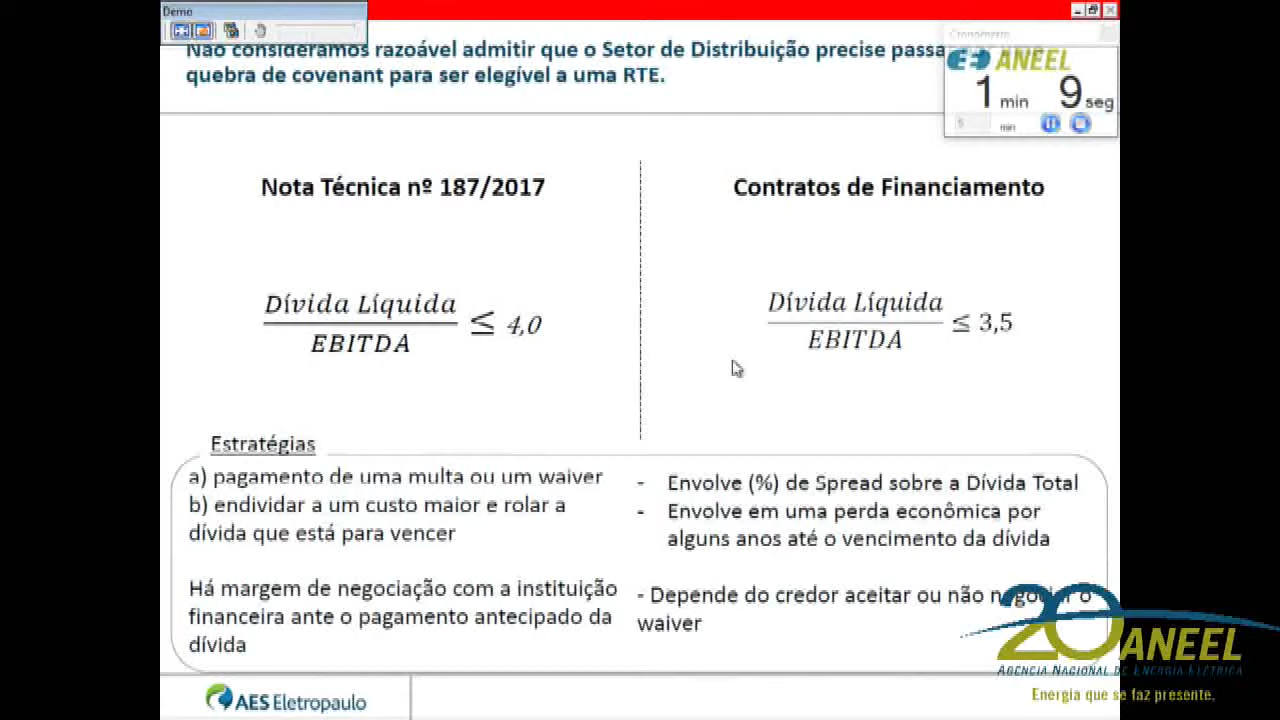 Demo
Não consideramos razoável admitir que o Setor de Distribuição precise passa
quebra de covenant para ser elegível a uma RTE.
Cronometro
ANEEL
1 min 9 seg
min
Nota Técnica nº 187/2017
Contratos de Financiamento
Dívida Líquida
EBITDA
≤ 4,0
Dívida Líquida
EBITDA
≤ 3,5
Estratégias
a) pagamento de uma multa ou um waiver
b) endividar a um custo maior e rolar a
dívida que está para vencer
Há margem de negociação com a instituição
financeira ante o pagamento antecipado da
dívida
- Envolve (%) de Spread sobre a Dívida Total
- Envolve em uma perda econômica por
alguns anos até o vencimento da dívida
- Depende do credor aceitar ou não negociar o
waiver
20 ANEEL
AGENCIA NACIONAL DE ENERGIA ELÉTRICA
Energia que se faz presente.
AES Eletropaulo